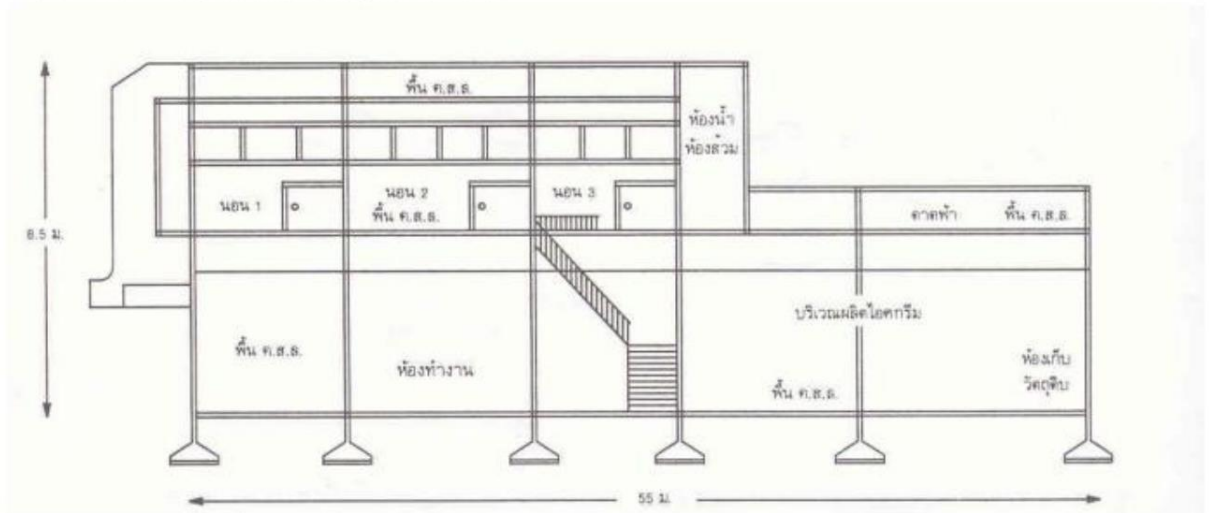 พื้น ค.ส.ล.
ห้องน้ำ
ห้องส้วม
นอน 1
นอน 2
พื้น ค.ส.ล.
นอน 3
ดาดฟ้า พื้น ค.ส.ล.
8.5 ม.
บริเวณผลิตไอศกรีม
พื้น ค.ส.ล.
ห้องทำงาน
ห้องเก็บ
วัตถุดิบ
พื้น ค.ส.ล.
55 ม.